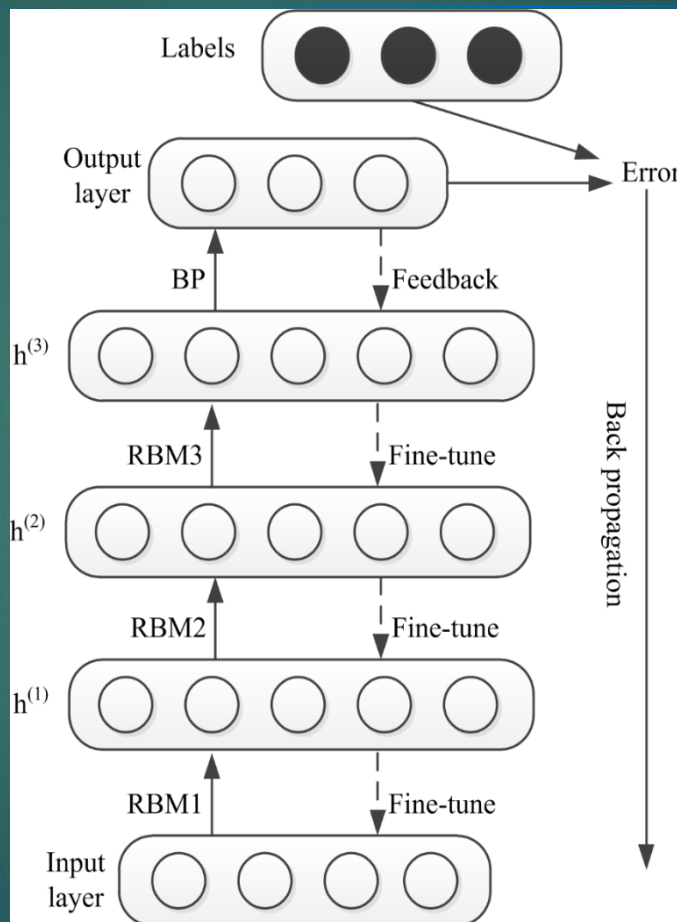 Labels
Output
layer
Error
BP
Feedback
h(3)
RBM3
Fine-tune
h(2)
Back propagation
RBM2
Fine-tune
h(1)
RBM1
Fine-tune
Input
layer